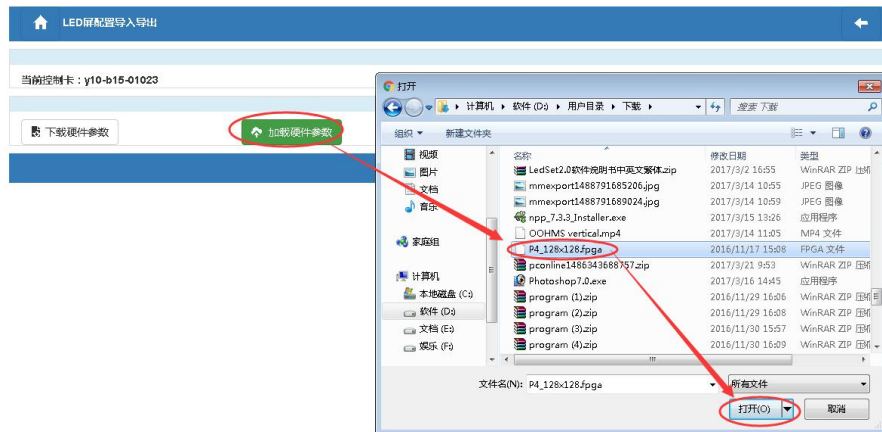 LED屏配置导入导出
当前控制卡：y10-b15-01023
下载硬件参数
加载硬件参数
打开
计算机 软件 (D:) 用户目录 下载
搜索 下载
组织 新建文件夹
视频
图片
文档
音乐
家庭组
计算机
本地磁盘 (C:)
软件 (D:)
文档 (E:)
娱乐 (F:)
名称 修改日期 类型
LedSet2.0软件说明书中英文繁体.zip 2017/3/2 16:55 WinRAR ZIP 压缩
mmexport1488791685206.jpg 2017/3/14 10:55 JPEG 图像
mmexport1488791689024.jpg 2017/3/14 10:59 JPEG 图像
npp_7.3.3_Installer.exe 2017/3/15 13:26 应用程序
OOHMS vertical.mp4 2017/3/14 11:05 MP4 文件
P4_128x128.fpga 2016/11/17 15:08 FPGA 文件
pconline1486343688757.zip 2017/3/21 9:53 WinRAR ZIP 压缩
Photoshop7.0.exe 2017/3/16 14:45 应用程序
program (1).zip 2016/11/29 16:06 WinRAR ZIP 压缩
program (2).zip 2016/11/29 16:08 WinRAR ZIP 压缩
program (3).zip 2016/11/30 15:57 WinRAR ZIP 压缩
program (4).zip 2016/11/30 16:09 WinRAR ZIP 压缩
文件名(N): P4_128x128.fpga
所有文件
打开(O)
取消